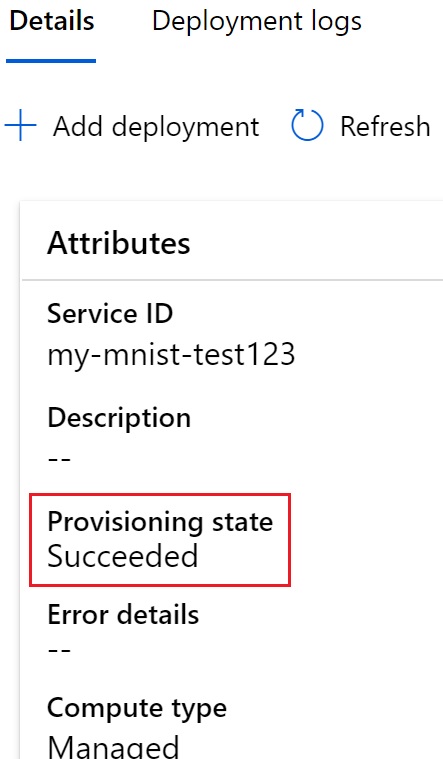 Details Deployment logs
Add deployment Refresh
Attributes
Service ID
my-mnist-test123
Description
--
Provisioning state
Succeeded
Error details
--
Compute type
Managed